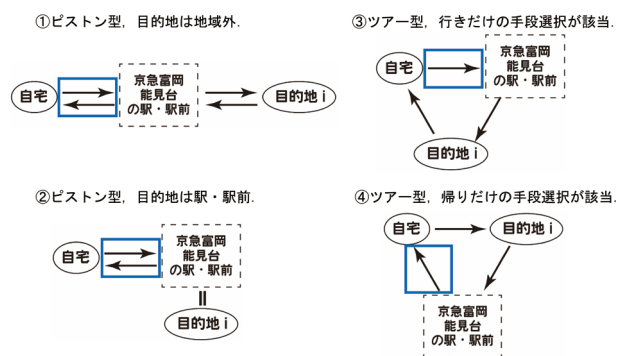 ①ピストン型，目的地は地域外．
自宅
京急富岡
能見台
の駅・駅前
目的地 i
②ピストン型，目的地は駅・駅前．
自宅
京急富岡
能見台
の駅・駅前
目的地 i
③ツアー型，行きだけの手段選択が該当．
自宅
京急富岡
能見台
の駅・駅前
目的地 i
④ツアー型，帰りだけの手段選択が該当．
自宅
目的地 i
京急富岡
能見台
の駅・駅前